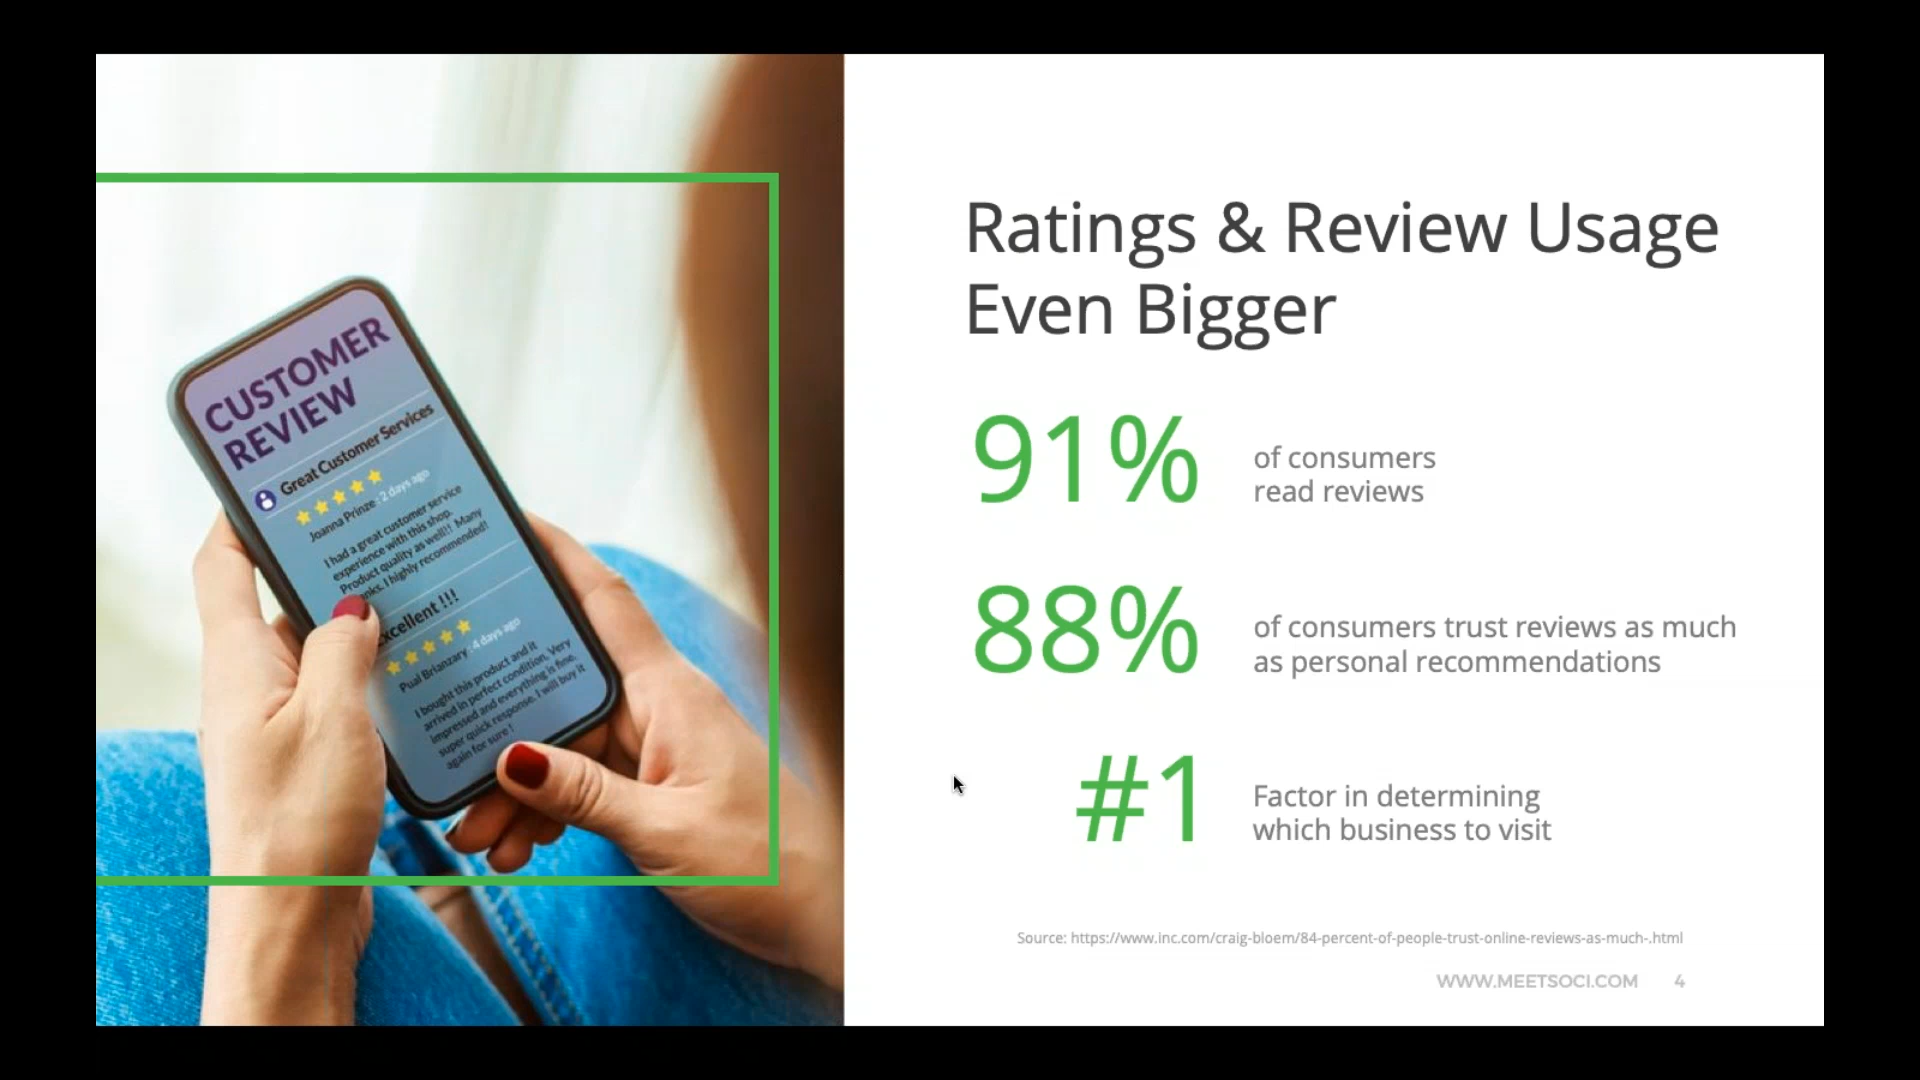 CUSTOMER
REVIEW
Great Customer Services
Joanna Prinze : 2 days ago
I had a great customer service
experience with this shop.
Product quality as well!! Many
anks. I highly recommended!
xcellent !!!
Pual Brianzary : 4 days ago
I bought this product and it
arrived in perfect condition. Very
impressed and everything is fine.
super quick response. I will buy it
again for sure !
Ratings & Review Usage
Even Bigger
91%
of consumers
read reviews
88%
of consumers trust reviews as much
as personal recommendations
#1
Factor in determining
which business to visit
Source: https://www.inc.com/craig-bloem/84-percent-of-people-trust-online-reviews-as-much-.html
WWW.MEETSOCI.COM 4